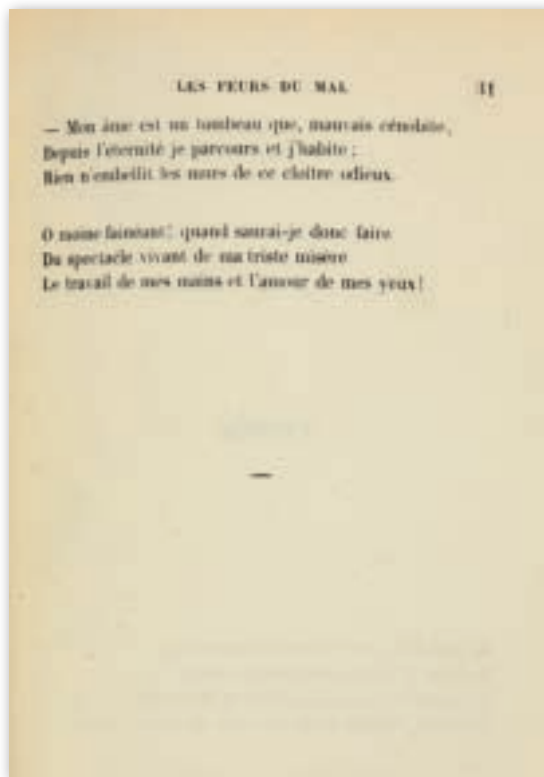 LES FEURS DU MAL 31
— Mon âme est un tombeau que, mauvais cénobite,
Depuis l'éternité je parcours et j'habite ;
Rien n'embellit les murs de ce cloître odieux.
O moine fainéant! quand saurai-je donc faire
Du spectacle vivant de ma triste misère
Le travail de mes mains et l'amour de mes yeux!